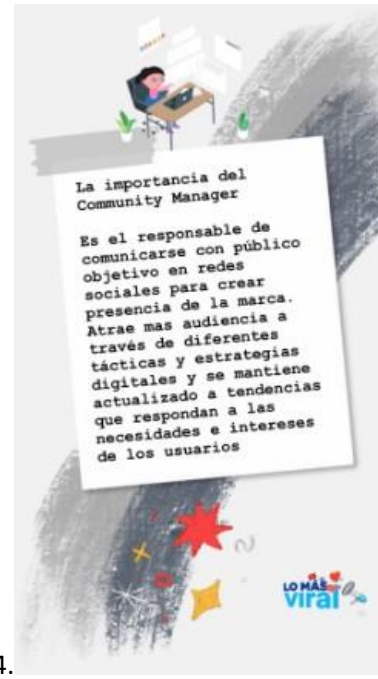 La importancia del
Community Manager
Es el responsable de
comunicarse con público
objetivo en redes
sociales para crear
presencia de la marca.
Atrae mas audiencia a
través de diferentes
tácticas y estrategias
digitales y se mantiene
actualizado a tendencias
que respondan a las
necesidades e intereses
de los usuarios
LO MÁS
viral
4.